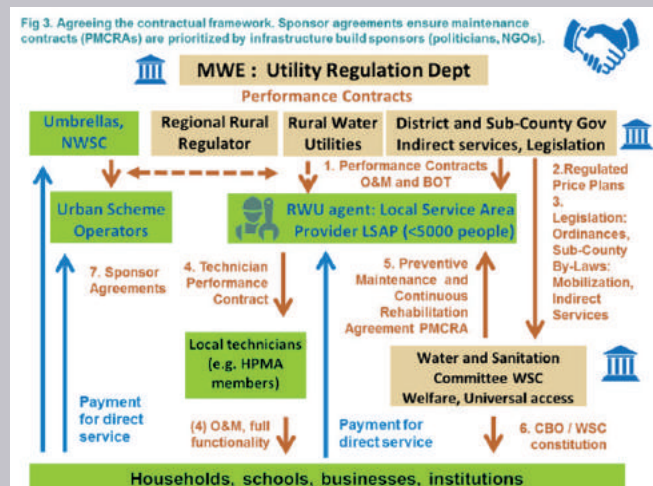 Fig 3. Agreeing the contractual framework. Sponsor agreements ensure maintenance
contracts (PMCRAs) are prioritized by infrastructure build sponsors (politicians, NGOs).
MWE : Utility Regulation Dept
Performance Contracts
Umbrellas,
NWSC
Regional Rural
Regulator
Rural Water
Utilities
District and Sub-County Gov
Indirect services, Legislation
1. Performance Contracts
O&M and BOT
2.Regulated
Price Plans
3.
Legislation:
Ordinances,
Sub-County
By-Laws:
Mobilization,
Indirect
Services
Urban Scheme
Operators
RWU agent: Local Service Area
Provider LSAP (<5000 people)
7. Sponsor
Agreements
4. Technician
Performance
Contract
5. Preventive
Maintenance and
Continuous
Rehabilitation
Agreement PMCRA
Local technicians
(e.g. HPMA
members)
Water and Sanitation
Committee WSC
Welfare, Universal access
Payment
for direct
service
(4) O&M, full
functionality
Payment for
direct service
6. CBO / WSC
constitution
Households, schools, businesses, institutions